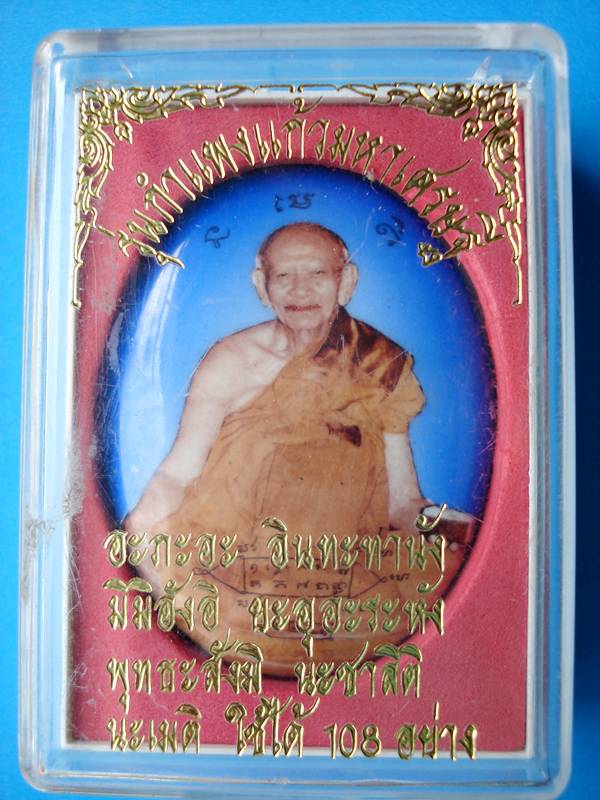 รุ่นกำแพงแก้วมหาเศรษฐี
อะภะอะ อินทะทานัง
มิมิอังอิ ยะอุอะระหัง
พุทธะสังมิ นะชาลิติ
นะเมติ ใช้ได้ 108 อย่าง